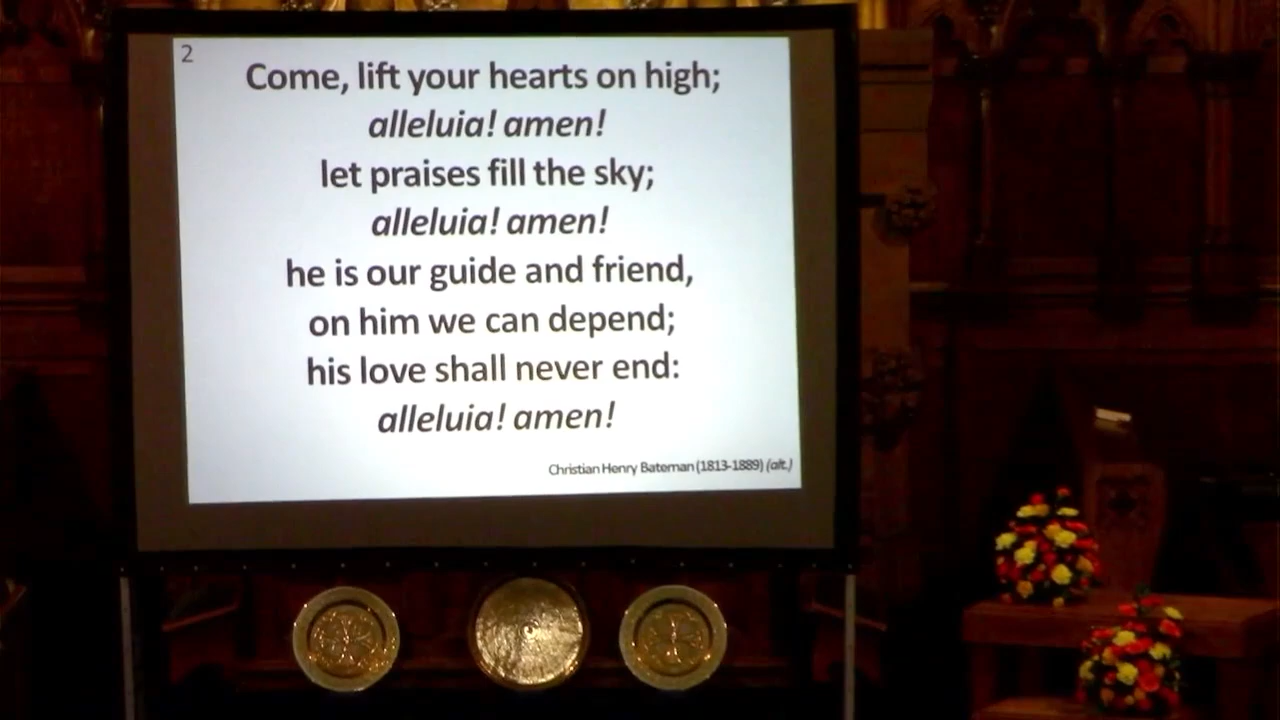 2
Come, lift your hearts on high;
alleluia! amen!
let praises fill the sky;
alleluia! amen!
he is our guide and friend,
on him we can depend;
his love shall never end:
alleluia! amen!
Christian Henry Bateman (1813-1889) (alt.)